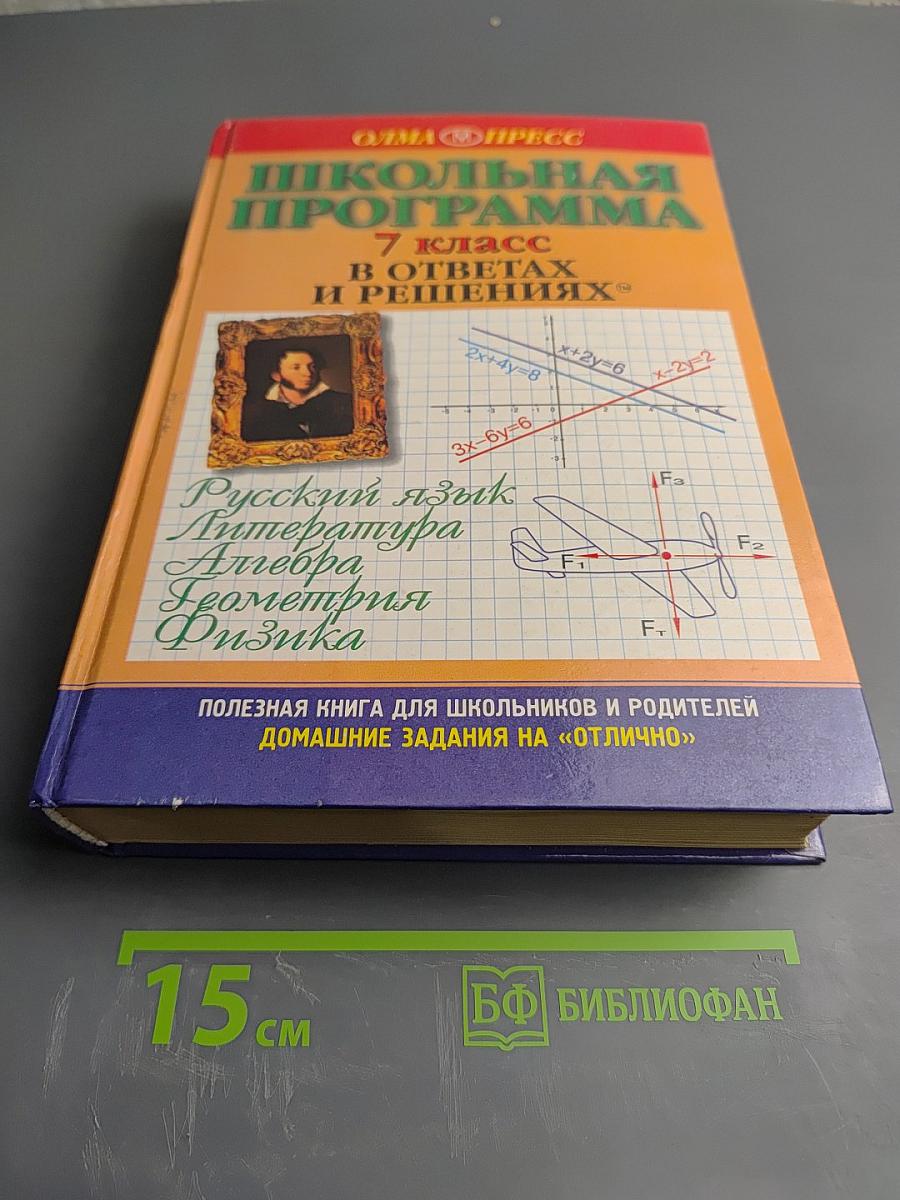 ОЛМА ПРЕСС
ШКОЛЬНАЯ
ПРОГРАММА
7 класс
В ОТВЕТАХ
И РЕШЕНИЯХ™
x+2y=6
2x+4y=8
x-2y=2
3x-6y=6
Русский язык
Литература
Алгебра
Геометрия
Физика
F₃
F₁
F₂
Fт
ПОЛЕЗНАЯ КНИГА ДЛЯ ШКОЛЬНИКОВ И РОДИТЕЛЕЙ
ДОМАШНИЕ ЗАДАНИЯ НА «ОТЛИЧНО»
15 см
БФ БИБЛИОФАН